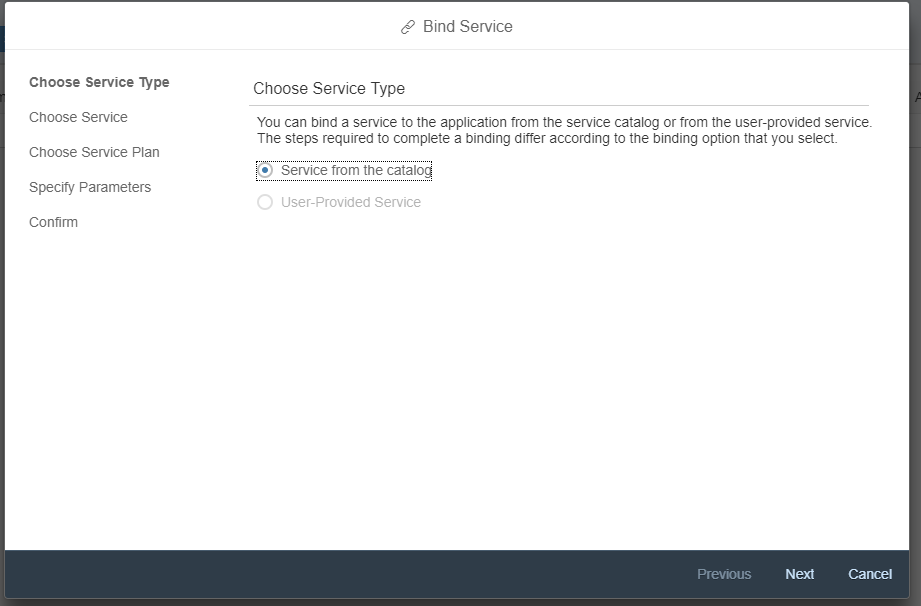 Bind Service
Choose Service Type
Choose Service
Choose Service Plan
Specify Parameters
Confirm
Choose Service Type
You can bind a service to the application from the service catalog or from the user-provided service.
The steps required to complete a binding differ according to the binding option that you select.
Service from the catalog
User-Provided Service
Previous Next Cancel